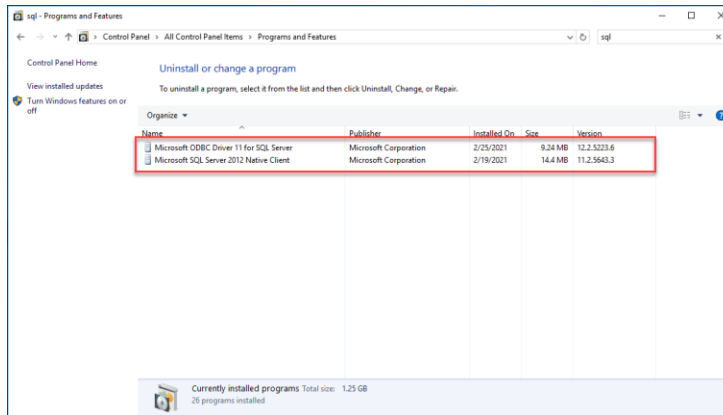 sql - Programs and Features
Control Panel > All Control Panel Items > Programs and Features
sql
Control Panel Home
View installed updates
Turn Windows features on or
off
Uninstall or change a program
To uninstall a program, select it from the list and then click Uninstall, Change, or Repair.
Organize
Name Publisher Installed On Size Version
Microsoft ODBC Driver 11 for SQL Server Microsoft Corporation 2/25/2021 9.24 MB 12.2.5223.6
Microsoft SQL Server 2012 Native Client Microsoft Corporation 2/19/2021 14.4 MB 11.2.5643.3
Currently installed programs Total size: 1.25 GB
26 programs installed